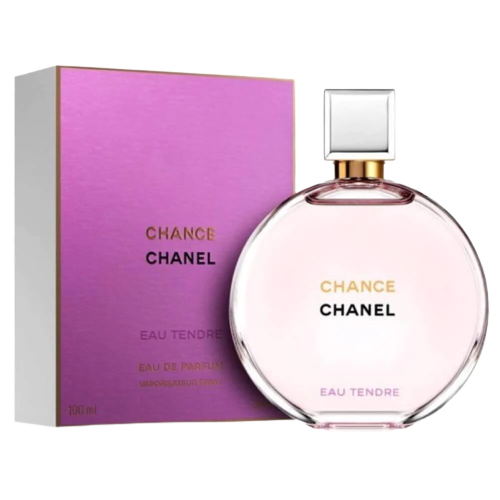 CHANCE
CHANEL
EAU TENDRE
EAU DE PARFUM
100 ml
CHANCE
CHANEL
EAU TENDRE